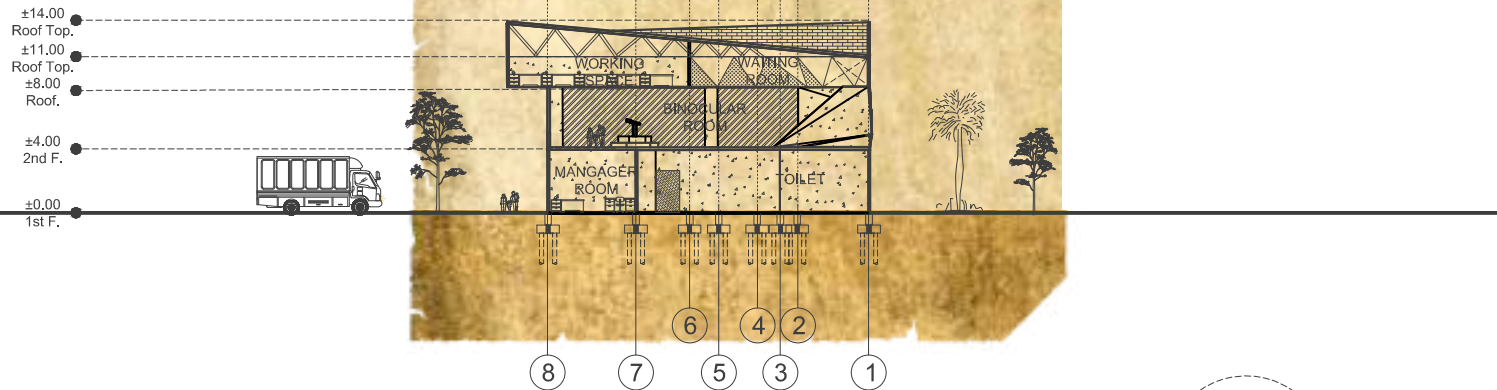 ±14.00
Roof Top.
±11.00
Roof Top.
±8.00
Roof.
±4.00
2nd F.
±0.00
1st F.
WORKING
SPACE
WAITING
ROOM
BINOCULAR
ROOM
MANGAGER
ROOM
TOILET
6
4
2
8
7
5
3
1